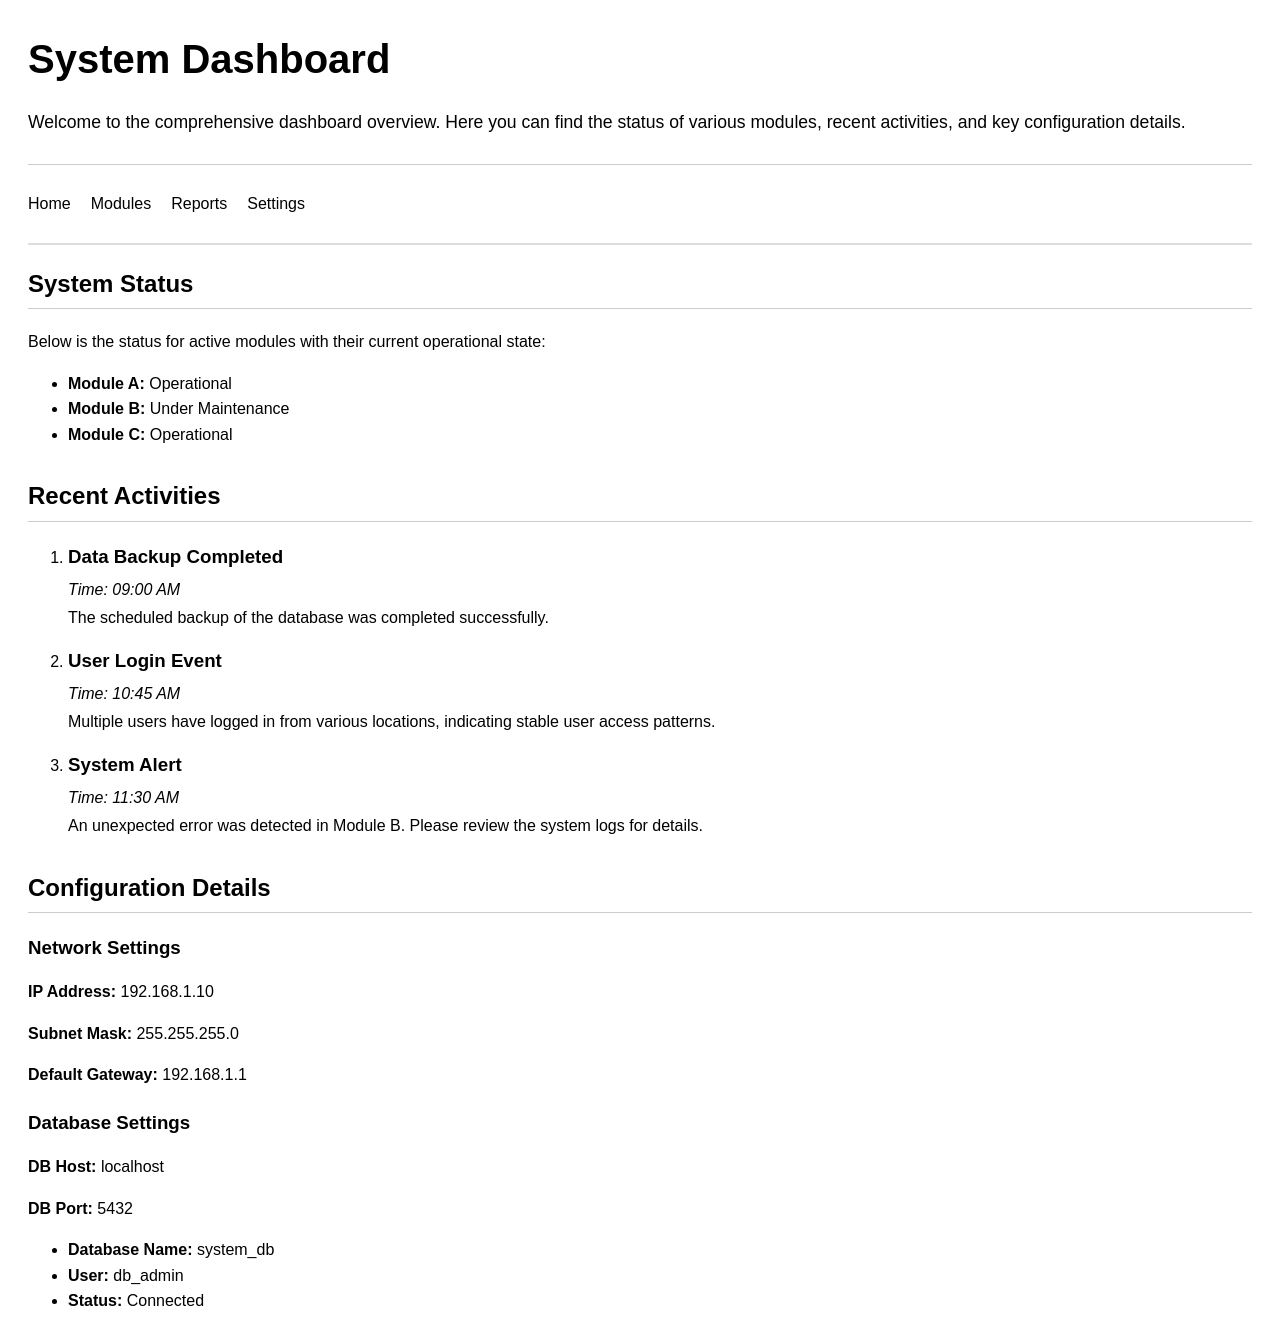 System Dashboard
Welcome to the comprehensive dashboard overview. Here you can find the status of various modules, recent activities, and key configuration details.
Home Modules Reports Settings
System Status
Below is the status for active modules with their current operational state:
• Module A: Operational
• Module B: Under Maintenance
• Module C: Operational
Recent Activities
1. Data Backup Completed
Time: 09:00 AM
The scheduled backup of the database was completed successfully.
2. User Login Event
Time: 10:45 AM
Multiple users have logged in from various locations, indicating stable user access patterns.
3. System Alert
Time: 11:30 AM
An unexpected error was detected in Module B. Please review the system logs for details.
Configuration Details
Network Settings
IP Address: 192.168.1.10
Subnet Mask: 255.255.255.0
Default Gateway: 192.168.1.1
Database Settings
DB Host: localhost
DB Port: 5432
• Database Name: system_db
• User: db_admin
• Status: Connected